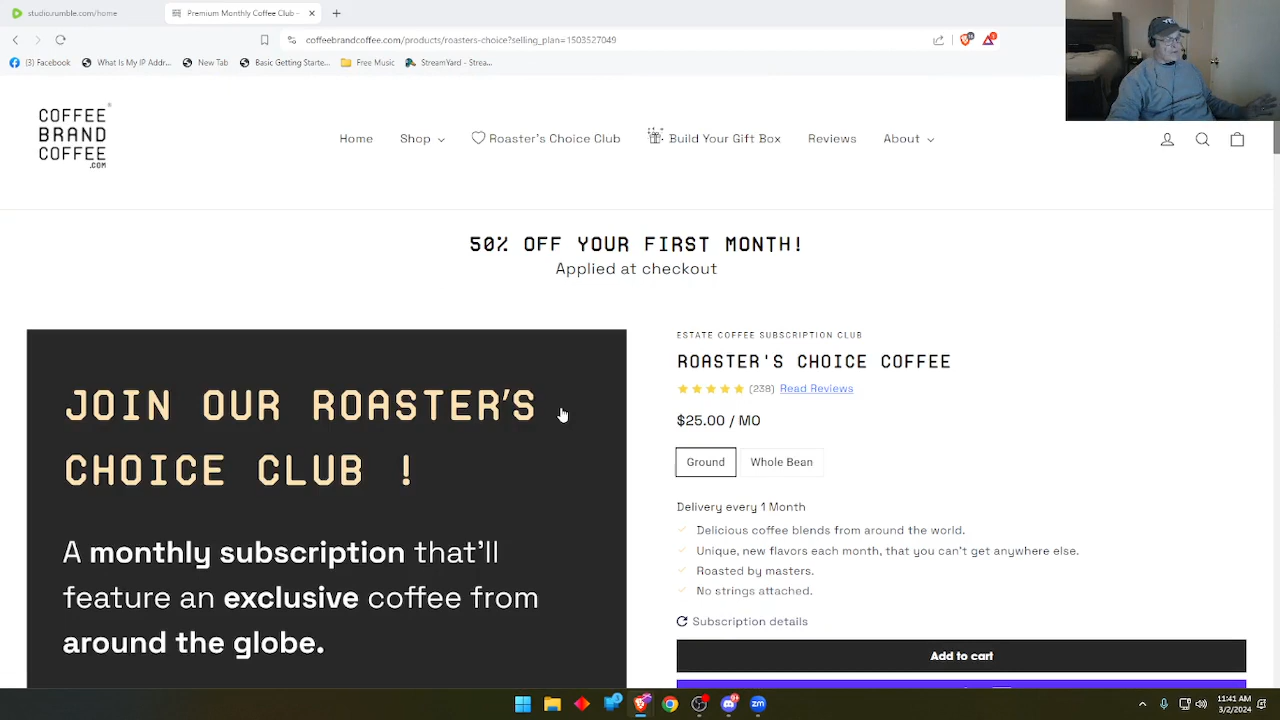 studio.rumble.com/home
Premium Monthly Coffee Club -
coffeebrandcoffee.com/products/roasters-choice?selling_plan=1503527049
(3) Facebook
What Is My IP Addr...
New Tab
Basic Getting Starte...
Free Music
StreamYard - Strea...
COFFEE
BRAND
COFFEE
.COM
Home
Shop
Roaster's Choice Club
Build Your Gift Box
Reviews
About
50% OFF YOUR FIRST MONTH!
Applied at checkout
JOIN OUR ROASTER'S
CHOICE CLUB !
A monthly subscription that'll
feature an exclusive coffee from
around the globe.
ESTATE COFFEE SUBSCRIPTION CLUB
ROASTER'S CHOICE COFFEE
(238) Read Reviews
$25.00 / MO
Ground
Whole Bean
Delivery every 1 Month
Delicious coffee blends from around the world.
Unique, new flavors each month, that you can't get anywhere else.
Roasted by masters.
No strings attached.
Subscription details
Add to cart
zm
11:41 AM
3/2/2024